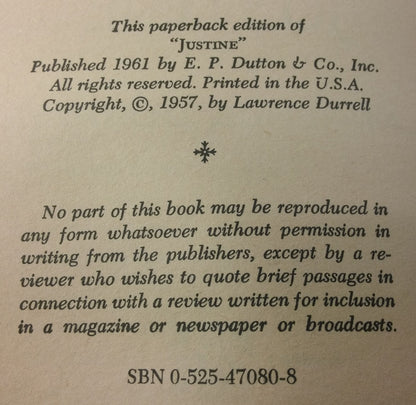 This paperback edition of
"JUSTINE"
Published 1961 by E. P. Dutton & Co., Inc.
All rights reserved. Printed in the U.S.A.
Copyright, ©, 1957, by Lawrence Durrell
No part of this book may be reproduced in
any form whatsoever without permission in
writing from the publishers, except by a re-
viewer who wishes to quote brief passages in
connection with a review written for inclusion
in a magazine or newspaper or broadcasts.
SBN 0-525-47080-8